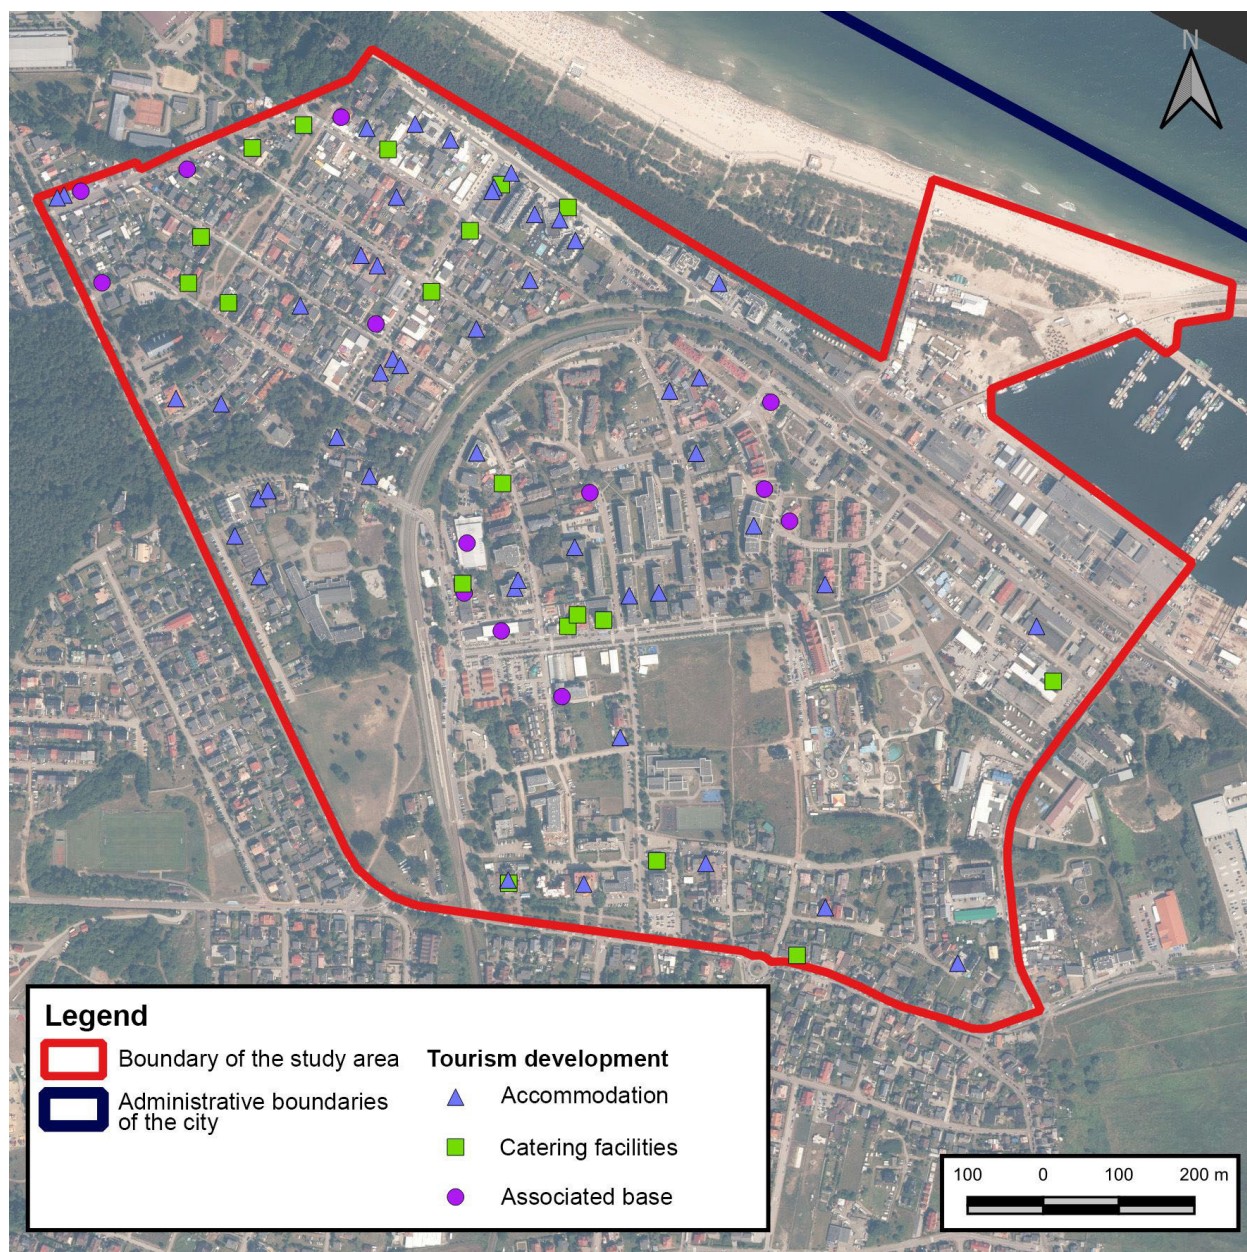 N
Legend
Boundary of the study area
Administrative boundaries
of the city
Tourism development
Accommodation
Catering facilities
Associated base
100 0 100 200 m